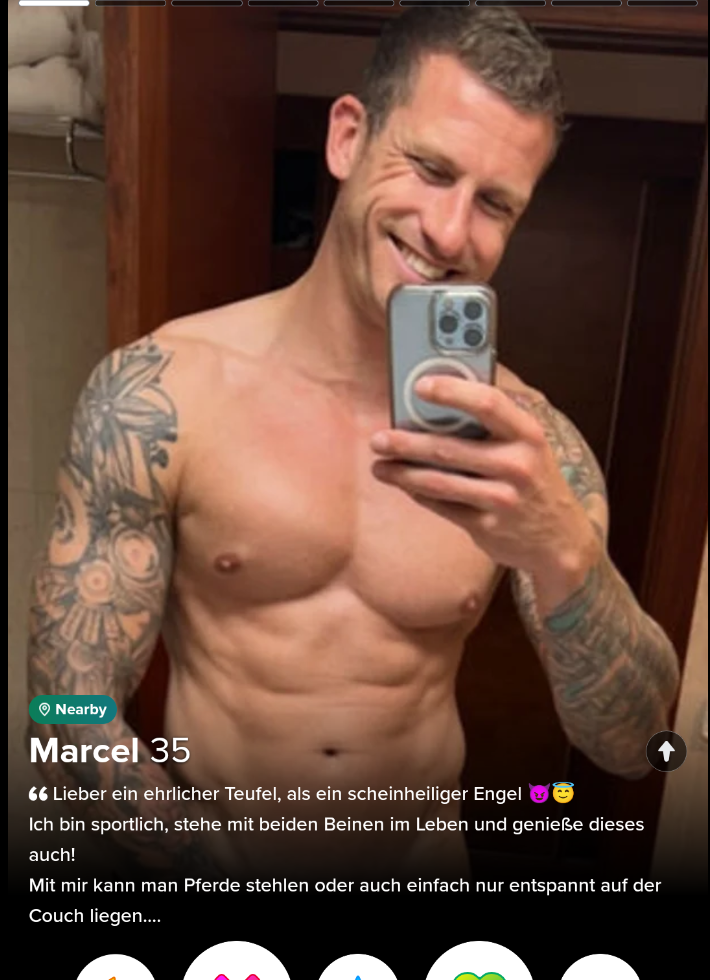 Nearby
Marcel 35
❝ Lieber ein ehrlicher Teufel, als ein scheinheiliger Engel 😈😇
Ich bin sportlich, stehe mit beiden Beinen im Leben und genieße dieses
auch!
Mit mir kann man Pferde stehlen oder auch einfach nur entspannt auf der
Couch liegen....